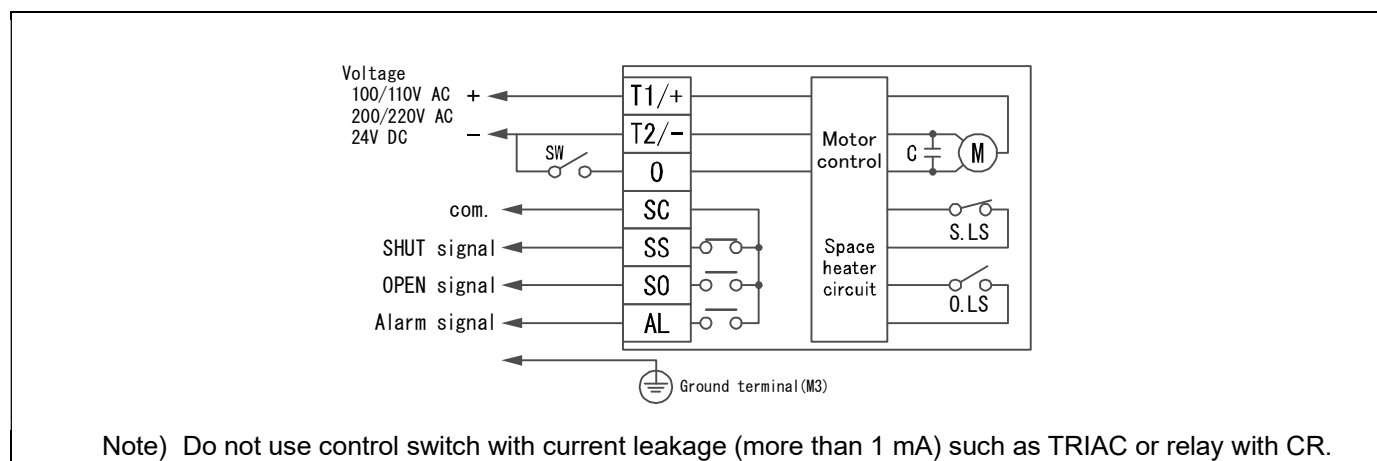 Voltage
100/110V AC +
200/220V AC
24V DC −
SW
com.
SHUT signal
OPEN signal
Alarm signal
T1/+
T2/-
O
SC
SS
SO
AL
Motor
control
Space
heater
circuit
C
M
S.LS
O.LS
Ground terminal(M3)
Note) Do not use control switch with current leakage (more than 1 mA) such as TRIAC or relay with CR.